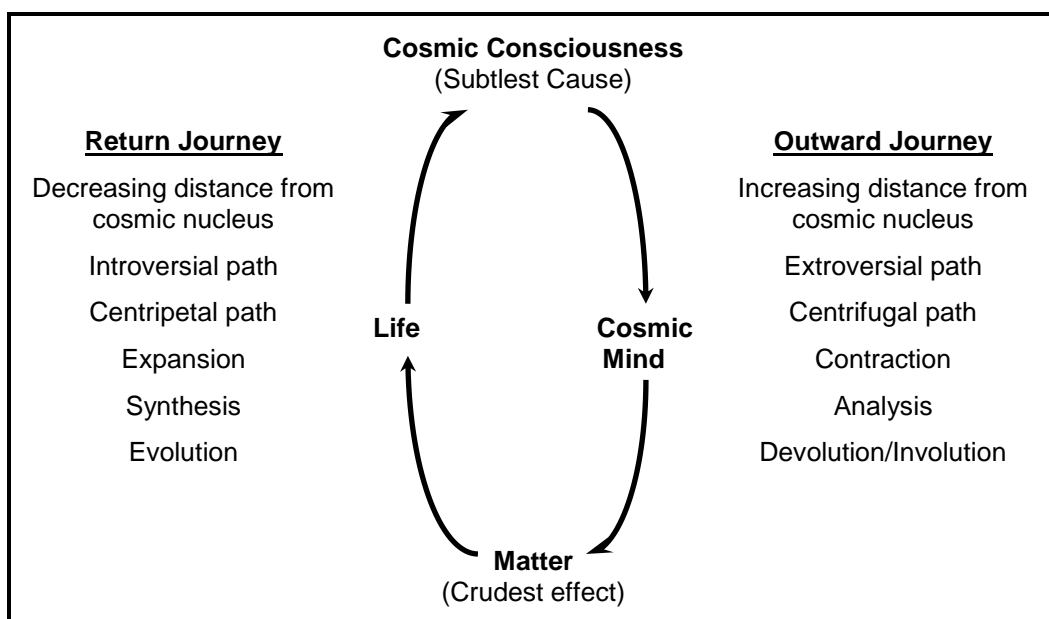 Cosmic Consciousness
(Subtlest Cause)
Return Journey
Decreasing distance from
cosmic nucleus
Introversial path
Centripetal path
Expansion
Synthesis
Evolution
Life
Cosmic
Mind
Outward Journey
Increasing distance from
cosmic nucleus
Extroversial path
Centrifugal path
Contraction
Analysis
Devolution/Involution
Matter
(Crudest effect)